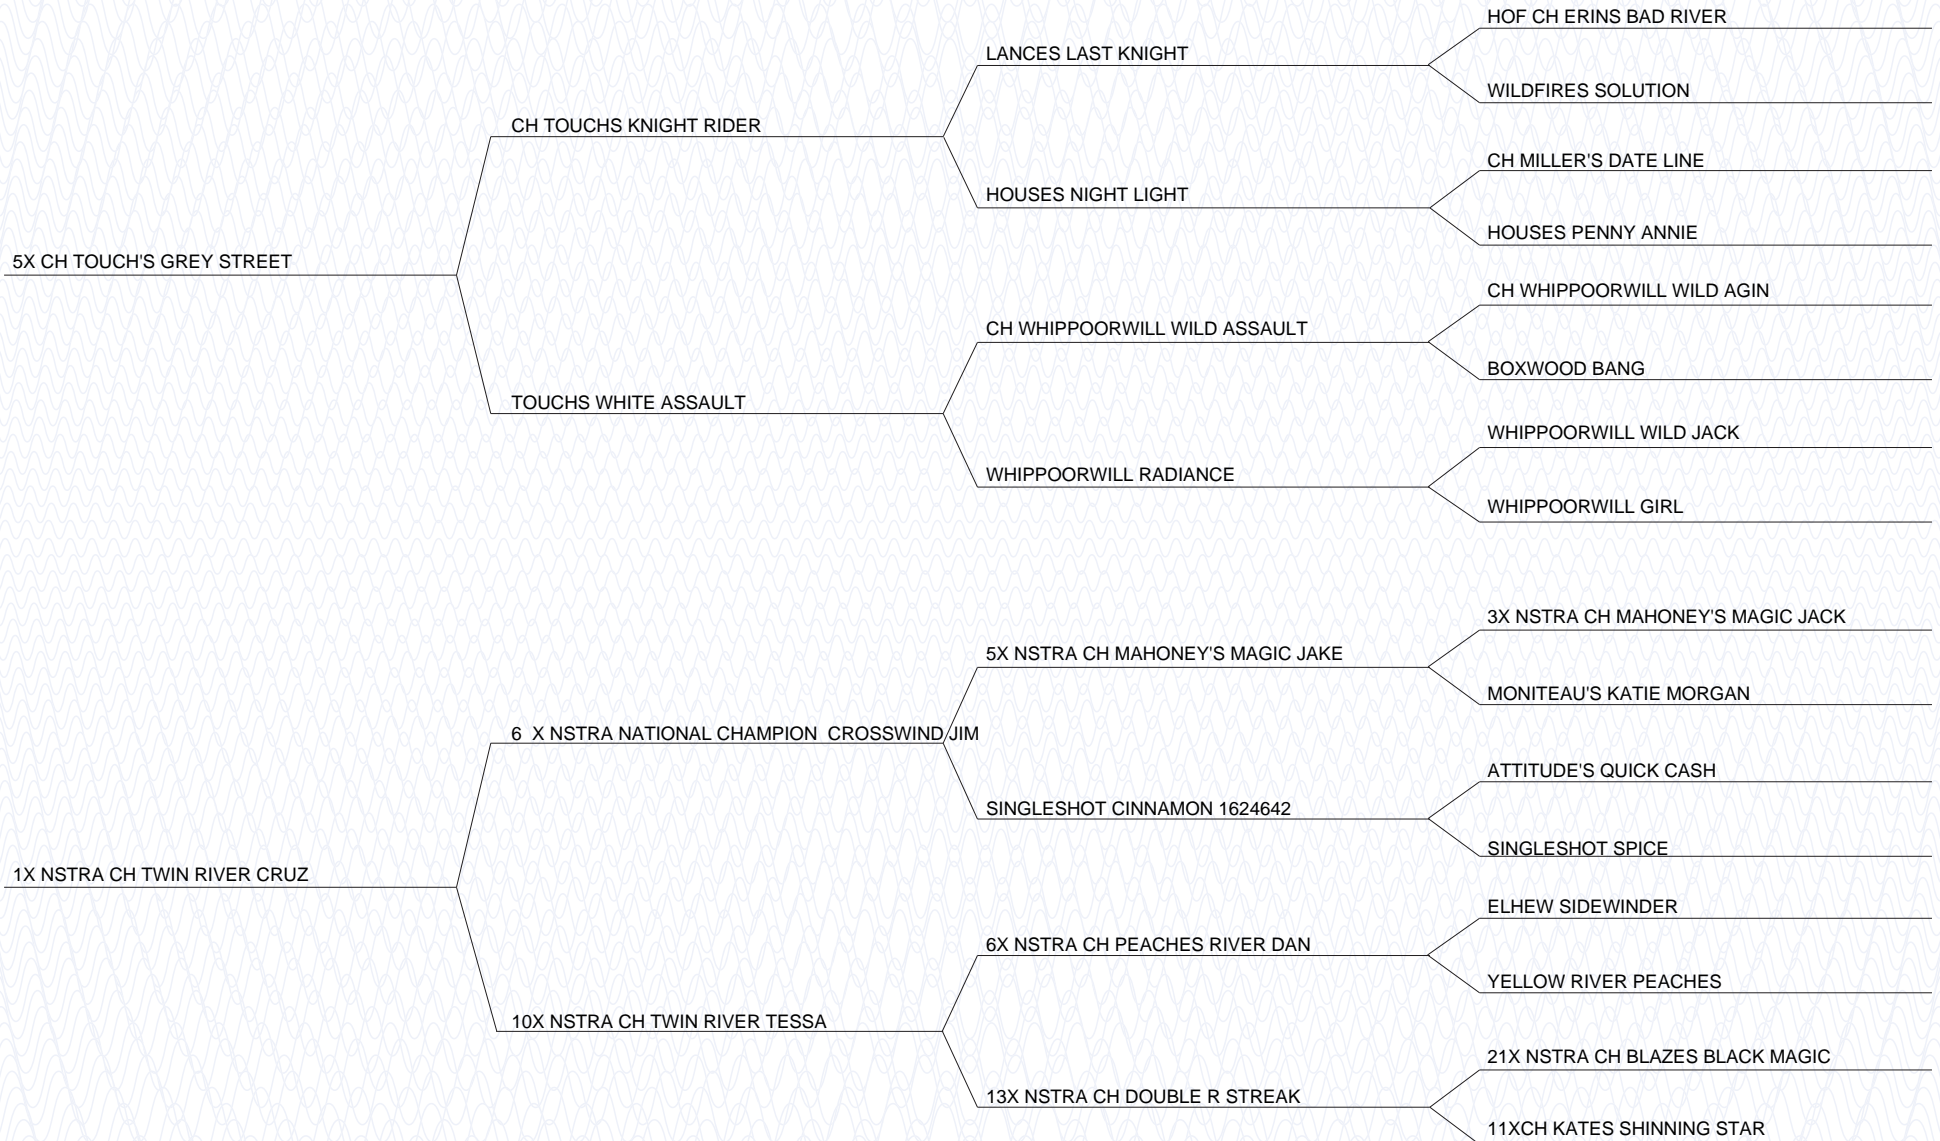 HOF CH ERINS BAD RIVER
LANCES LAST KNIGHT
WILDFIRES SOLUTION
CH TOUCHS KNIGHT RIDER
CH MILLER'S DATE LINE
HOUSES NIGHT LIGHT
HOUSES PENNY ANNIE
5X CH TOUCH'S GREY STREET
CH WHIPPOORWILL WILD AGIN
CH WHIPPOORWILL WILD ASSAULT
BOXWOOD BANG
TOUCHS WHITE ASSAULT
WHIPPOORWILL WILD JACK
WHIPPOORWILL RADIANCE
WHIPPOORWILL GIRL
3X NSTRA CH MAHONEY'S MAGIC JACK
5X NSTRA CH MAHONEY'S MAGIC JAKE
MONITEAU'S KATIE MORGAN
6  X NSTRA NATIONAL CHAMPION  CROSSWIND JIM
ATTITUDE'S QUICK CASH
SINGLESHOT CINNAMON 1624642
SINGLESHOT SPICE
1X NSTRA CH TWIN RIVER CRUZ
ELHEW SIDEWINDER
6X NSTRA CH PEACHES RIVER DAN
YELLOW RIVER PEACHES
10X NSTRA CH TWIN RIVER TESSA
21X NSTRA CH BLAZES BLACK MAGIC
13X NSTRA CH DOUBLE R STREAK
11XCH KATES SHINNING STAR